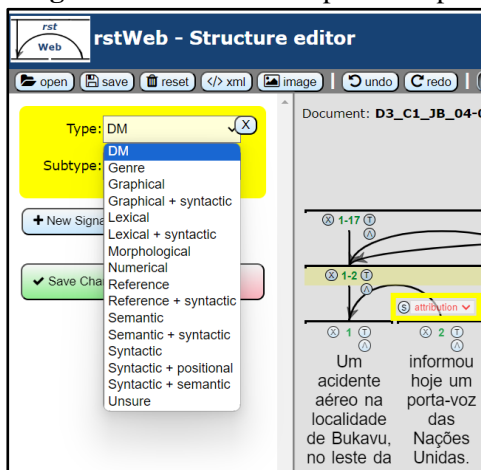 rst
Web
rstWeb - Structure editor
open save reset </> xml image undo redo
Type: DM X
Subtype:
DM
Genre
Graphical
Graphical + syntactic
Lexical
Lexical + syntactic
Morphological
Numerical
Reference
Reference + syntactic
Semantic
Semantic + syntactic
Syntactic
Syntactic + positional
Syntactic + semantic
Unsure
+ New Signa
✔ Save Cha
Document: D3_C1_JB_04-
X 1-17 T
Λ
X 1-2 T
Λ
S attribution
X 1 T
Λ
Um
acidente
aéreo na
localidade
de Bukavu,
no leste da
X 2 T
Λ
informou
hoje um
porta-voz
das
Nações
Unidas.